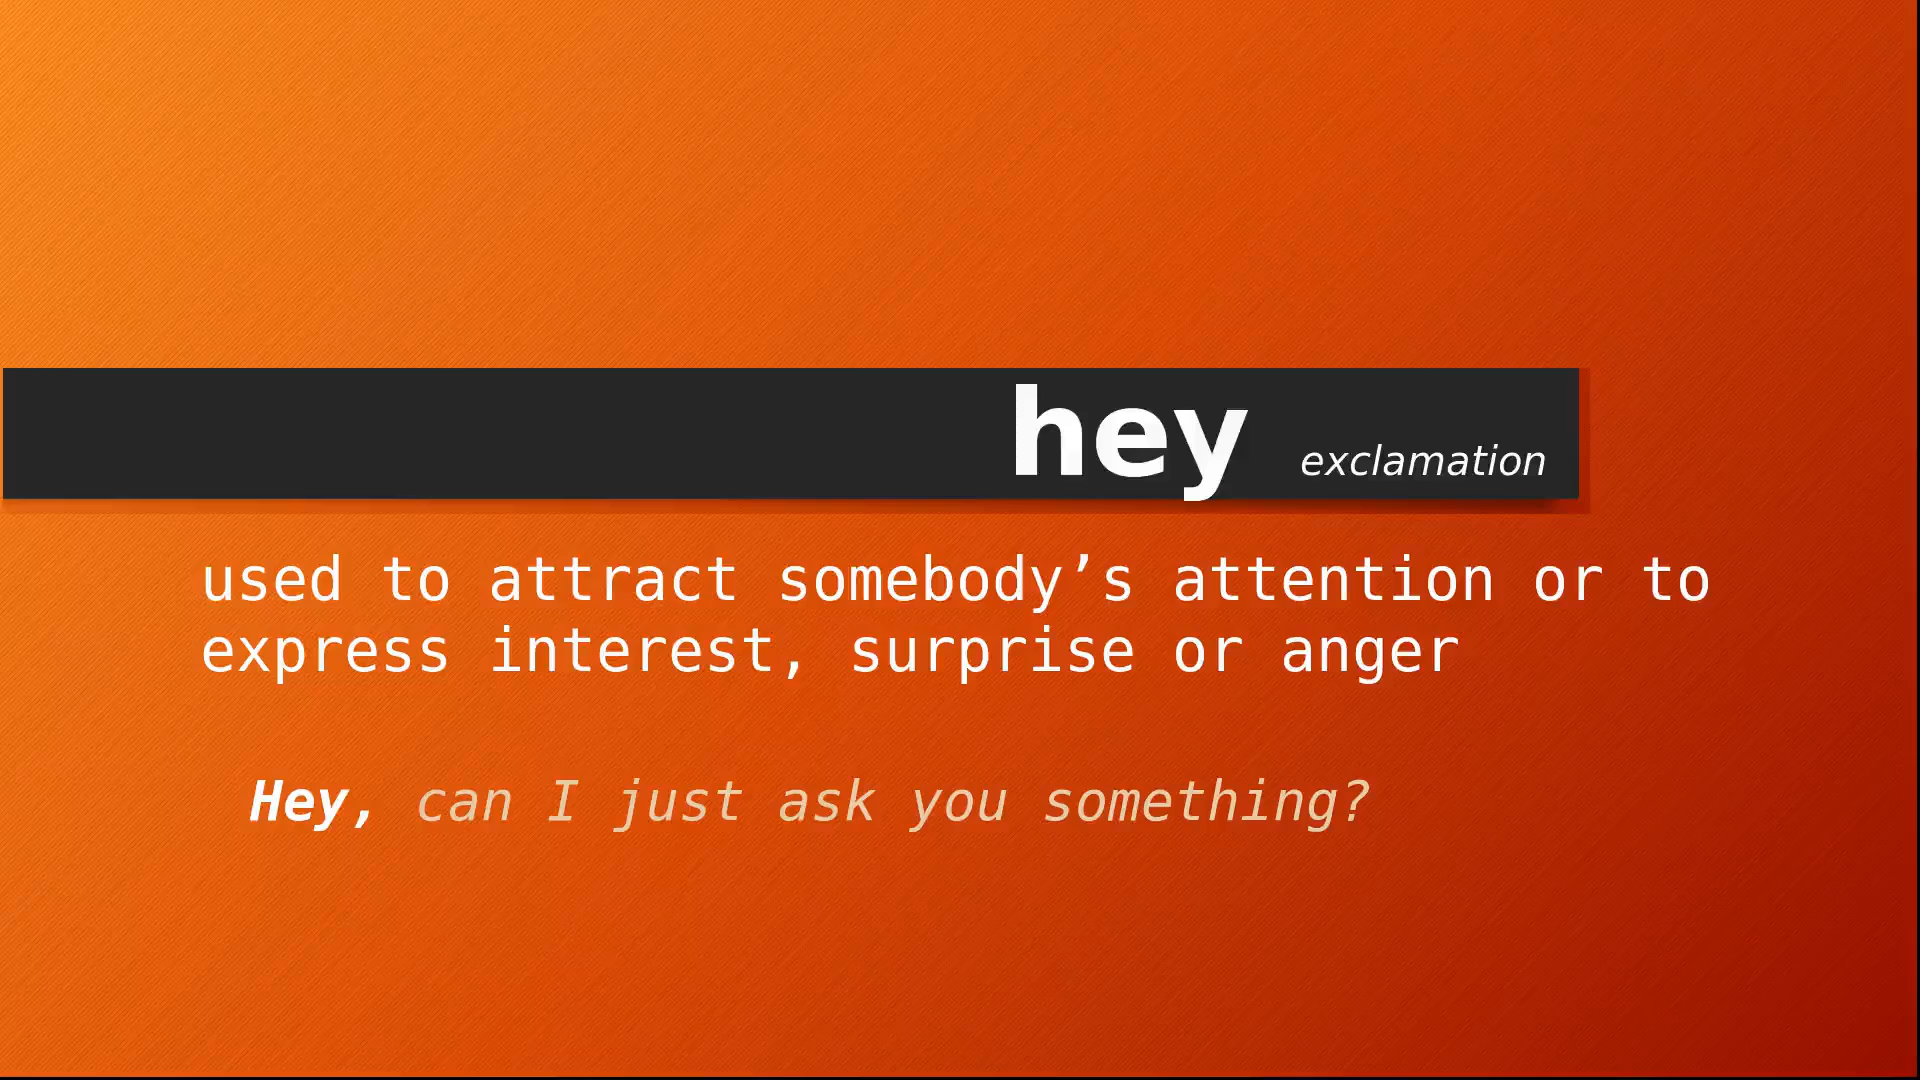 hey exclamation
used to attract somebody’s attention or to
express interest, surprise or anger
Hey, can I just ask you something?